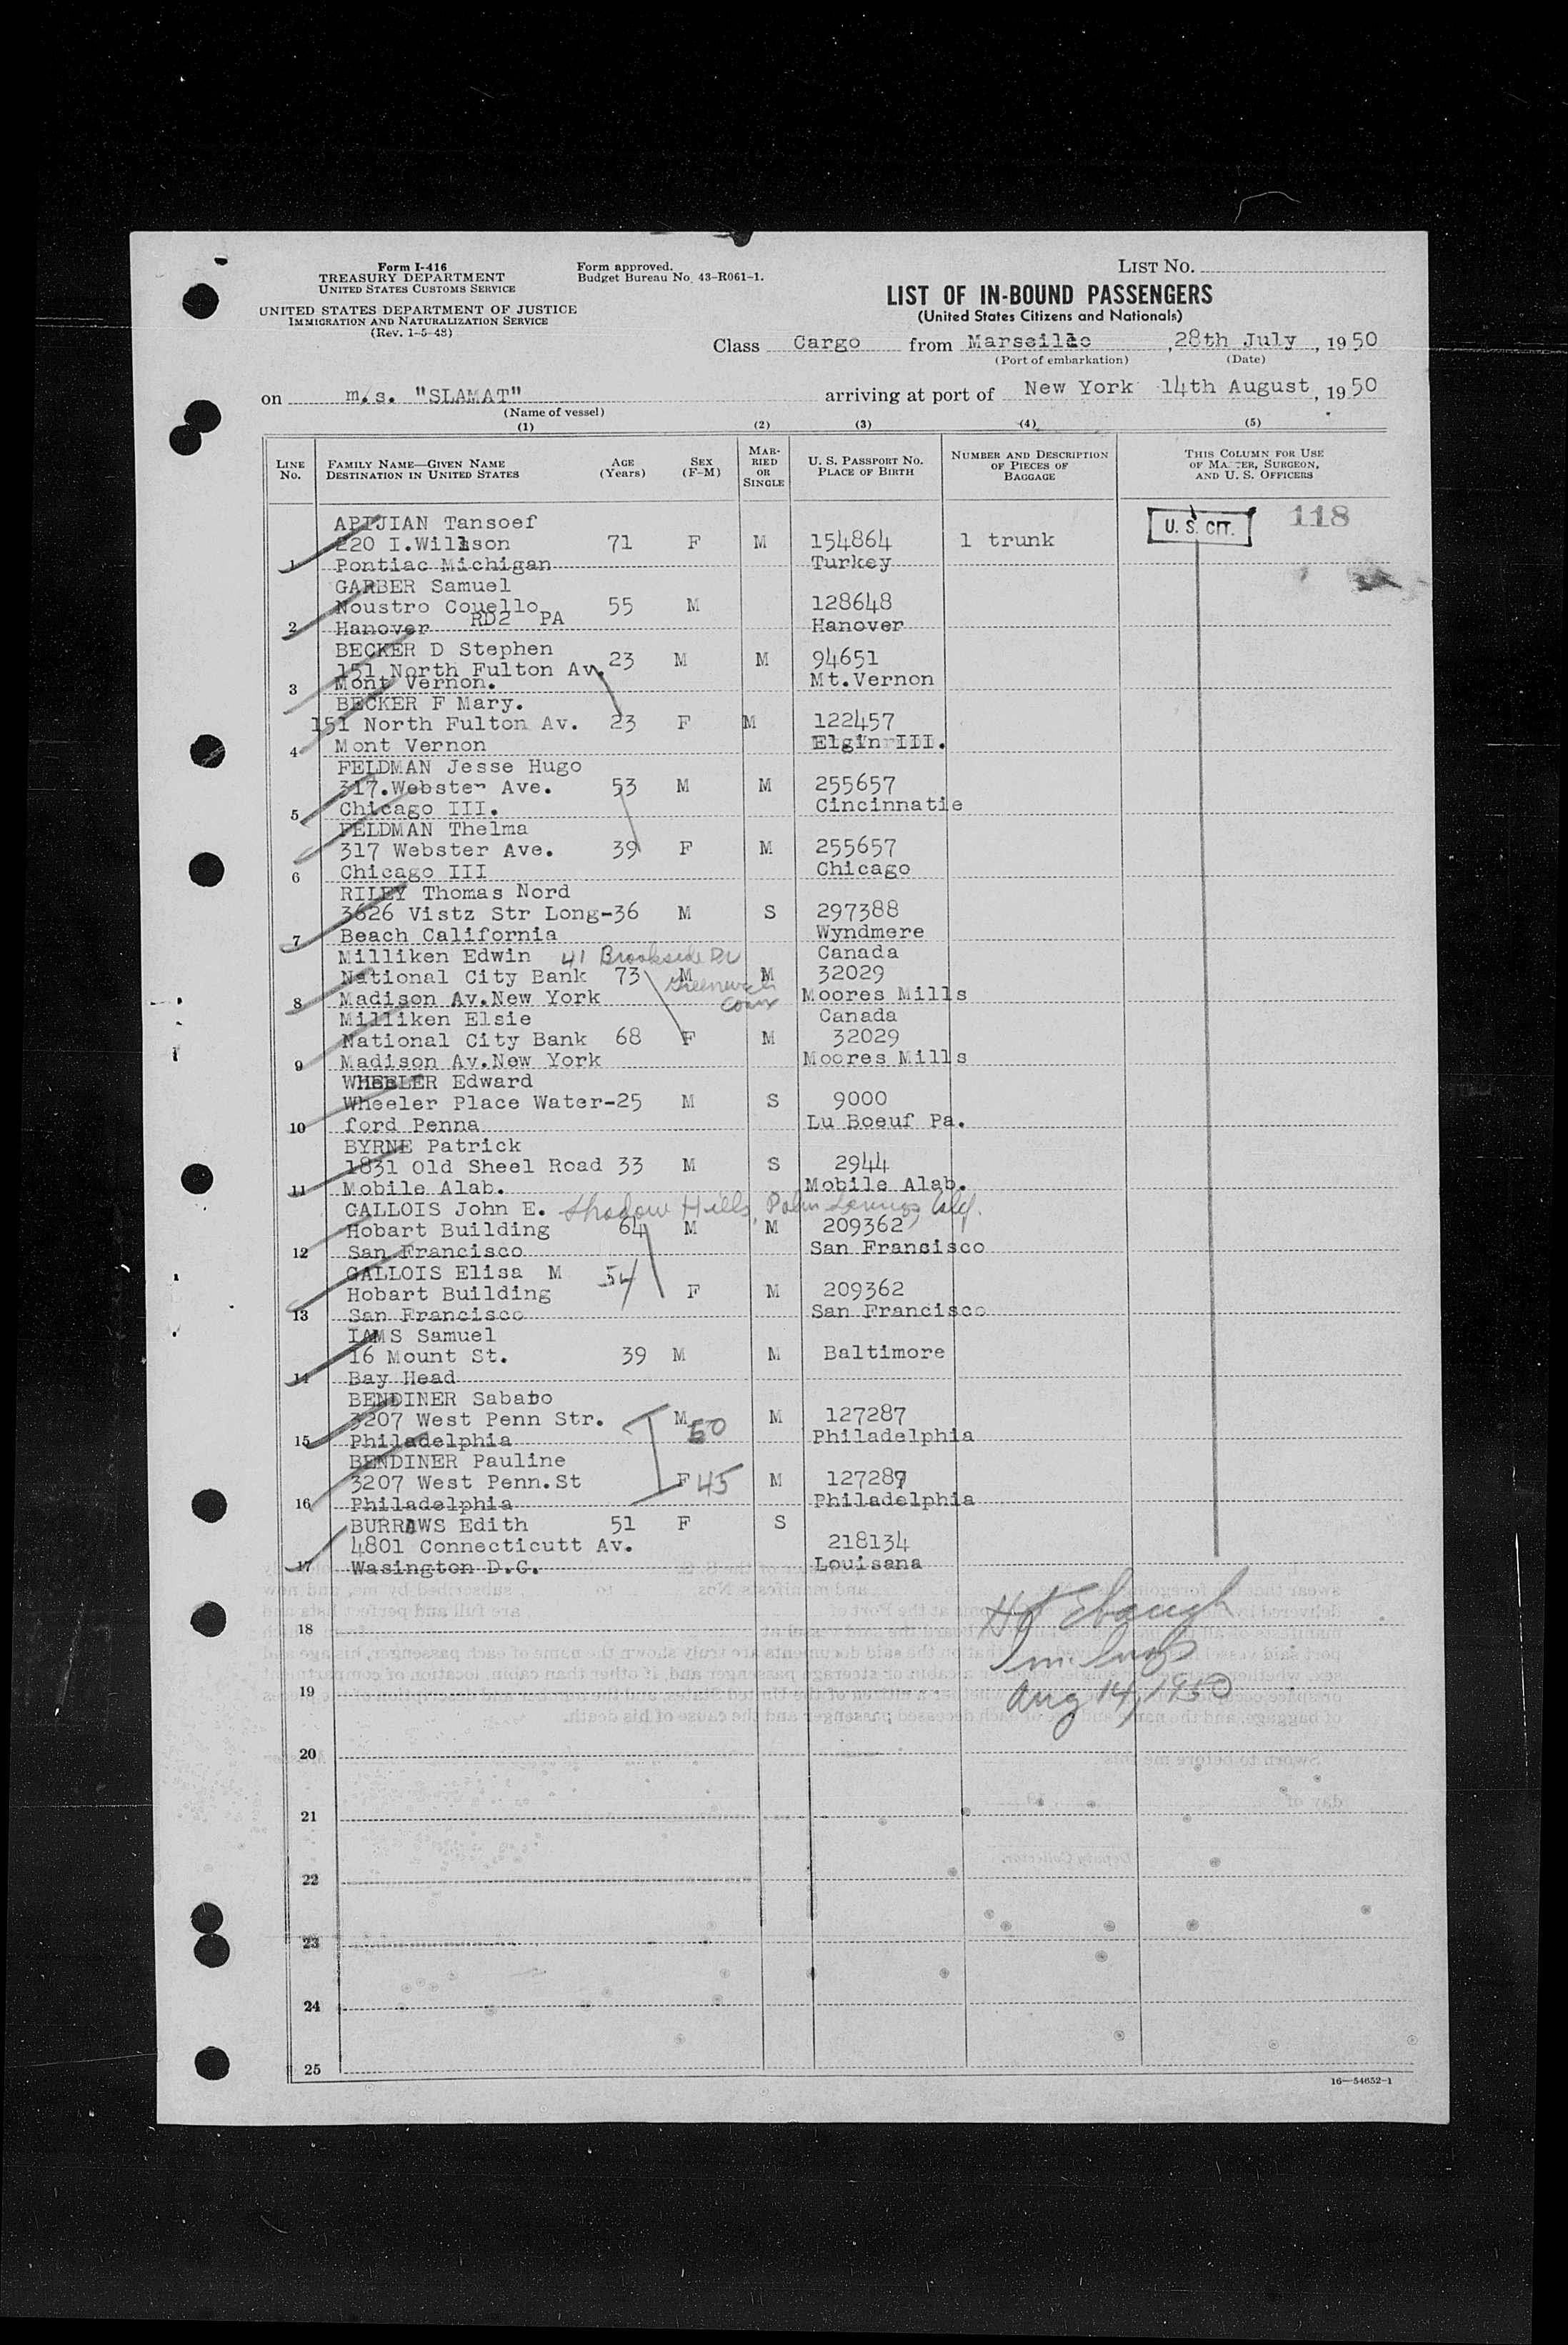 Form I-416
TREASURY DEPARTMENT
UNITED STATES CUSTOMS SERVICE
UNITED STATES DEPARTMENT OF JUSTICE
IMMIGRATION AND NATURALIZATION SERVICE
(Rev. 1-5-48)
Form approved.
Budget Bureau No. 43-R061-1.
LIST No.
LIST OF IN-BOUND PASSENGERS
(United States Citizens and Nationals)
Class Cargo from Marseille, 28th July, 1950
(Port of embarkation) (Date)
on m/s. "SLAMAT" arriving at port of New York 14th August, 1950
(Name of vessel)
(1) (2) (3) (4) (5)
LINE No.
FAMILY NAME—GIVEN NAME
DESTINATION IN UNITED STATES
AGE (Years)
SEX (F-M)
MARRIED OR SINGLE
U. S. PASSPORT No.
PLACE OF BIRTH
NUMBER AND DESCRIPTION OF PIECES OF BAGGAGE
THIS COLUMN FOR USE OF MASTER, SURGEON, AND U. S. OFFICERS
U. S. CIT. 118
APIJIAN Tansoef
220 I.Willson 71 F M 154864 1 trunk
1 Pontiac Michigan Turkey
GARBER Samuel
Noustro Couello 55 M 128648
2 Hanover RD2 PA Hanover
BECKER D Stephen
151 North Fulton Av. 23 M M 94651
3 Mont Vernon. Mt.Vernon
BECKER F Mary.
151 North Fulton Av. 23 F M 122457
4 Mont Vernon Elgin III.
FELDMAN Jesse Hugo
317.Webster Ave. 53 M M 255657
5 Chicago III. Cincinnatie
FELDMAN Thelma
317 Webster Ave. 39 F M 255657
6 Chicago III Chicago
RILEY Thomas Nord
3626 Vistz Str Long-36 M S 297388
7 Beach California Wyndmere
Milliken Edwin 41 Brookside Dr Canada
National City Bank 73 M M 32029
Greenwich
8 Madison Av.New York Conn Moores Mills
Milliken Elsie Canada
National City Bank 68 F M 32029
9 Madison Av.New York Moores Mills
WHEELER Edward
Wheeler Place Water-25 M S 9000
10 ford Penna Lu Boeuf Pa.
BYRNE Patrick
1831 Old Sheel Road 33 M S 2944
11 Mobile Alab. Mobile Alab.
GALLOIS John E. Shadow Hills, Palm Springs Calif.
Hobart Building 64 M M 209362
12 San Francisco San Francisco
GALLOIS Elisa M 54
Hobart Building F M 209362
13 San Francisco San Francisco
IAMS Samuel
16 Mount St. 39 M M Baltimore
14 Bay Head
BENDINER Sabato
3207 West Penn Str. M 50 M 127287
15 Philadelphia Philadelphia
BENDINER Pauline
3207 West Penn.St F 45 M 127287
16 Philadelphia Philadelphia
BURRAWS Edith 51 F S
4801 Connecticutt Av. 218134
17 Wasington D.C. Louisana
18
19
Aug 14, 1950
20
21
22
23
24
25
16—54652-1